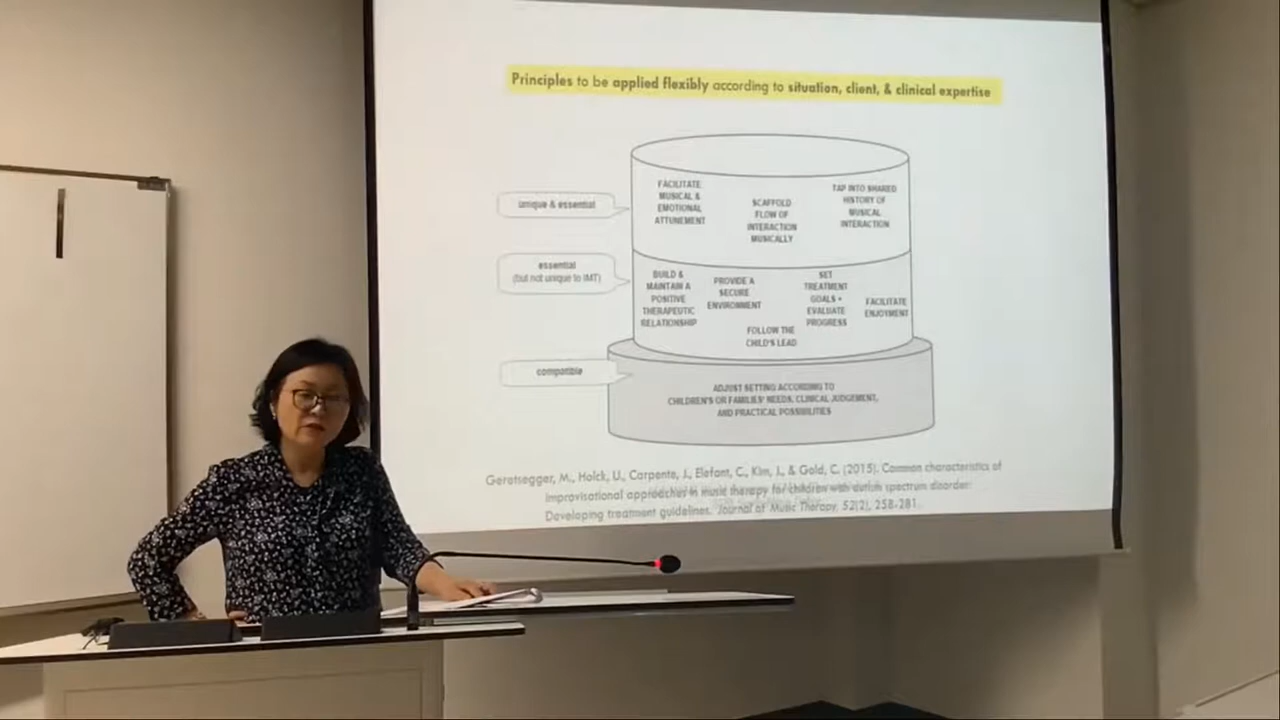 Principles to be applied flexibly according to situation, client, & clinical expertise
unique & essential
FACILITATE
MUSICAL &
EMOTIONAL
ATTUNEMENT
SCAFFOLD
FLOW OF
INTERACTION
MUSICALLY
TAP INTO SHARED
HISTORY OF
MUSICAL
INTERACTION
essential
(but not unique to IMT)
BUILD &
MAINTAIN A
POSITIVE
THERAPEUTIC
RELATIONSHIP
PROVIDE A
SECURE
ENVIRONMENT
FOLLOW THE
CHILD'S LEAD
SET
TREATMENT
GOALS +
EVALUATE
PROGRESS
FACILITATE
ENJOYMENT
compatible
ADJUST SETTING ACCORDING TO
CHILDREN'S OR FAMILIES' NEEDS, CLINICAL JUDGEMENT,
AND PRACTICAL POSSIBILITIES
Geretsegger, M., Holck, U., Carpente, J., Elefant, C., Kim, J., & Gold, C. (2015). Common characteristics of
improvisational approaches in music therapy for children with autism spectrum disorder:
Developing treatment guidelines. Journal of Music Therapy, 52(2), 258-281.